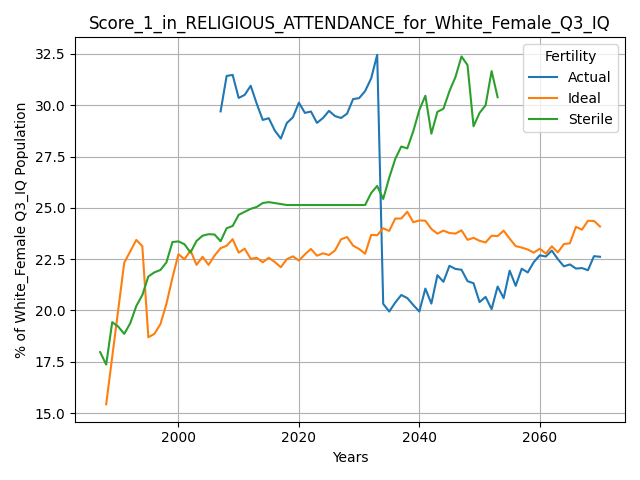 Score_1_in_RELIGIOUS_ATTENDANCE_for_White_Female_Q3_IQ
Fertility
Actual
Ideal
Sterile
% of White_Female Q3_IQ Population
32.5
30.0
27.5
25.0
22.5
20.0
17.5
15.0
2000
2020
2040
2060
Years